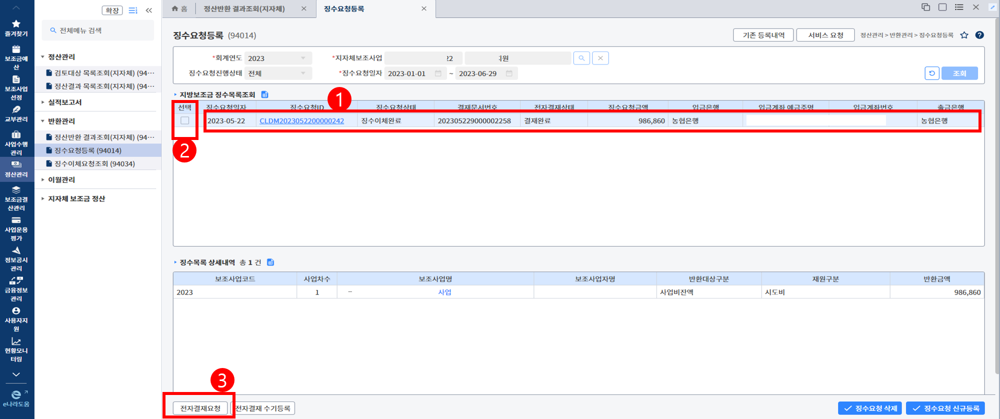 즐겨찾기
보조금예
산
보조사업
선정
교부관리
사업수행
관리
정산관리
보조금결
산관리
사업운용
평가
정보공시
관리
금융정보
관리
사용자지
원
현황모니
터링
e나라도움
확장
전체메뉴 검색
정산관리
검토대상 목록조회(지자체) (94···
정산결과 목록조회(지자체) (94···
실적보고서
반환관리
정산반환 결과조회(지자체) (94···
징수요청등록 (94014)
징수이체요청조회 (94034)
이월관리
지자체 보조금 정산
홈 정산반환 결과조회(지자체) 징수요청등록
징수요청등록 (94014)
기존 등록내역 서비스 요청 정산관리 > 반환관리 > 징수요청등록
*회계연도 2023 *지자체보조사업 22 원
징수요청진행상태 전체 *징수요청일자 2023-01-01 ~ 2023-06-29 조회
지방보조금 징수목록조회
1
선택 징수요청일자 징수요청ID 징수요청상태 결재문서번호 전자결재상태 징수요청금액 입금은행 입금계좌 예금주명 입금계좌번호 출금은행
2023-05-22 CLDM2023052200000242 징수이체완료 202305229000002258 결재완료 986,860 농협은행 농협은행
2
징수목록 상세내역 총 1 건
보조사업코드 사업차수 보조사업명 보조사업자명 반환대상구분 재원구분 반환금액
2023 1 사업 사업비잔액 시도비 986,860
3
전자결재요청 전자결재 수기등록 징수요청 삭제 징수요청 신규등록